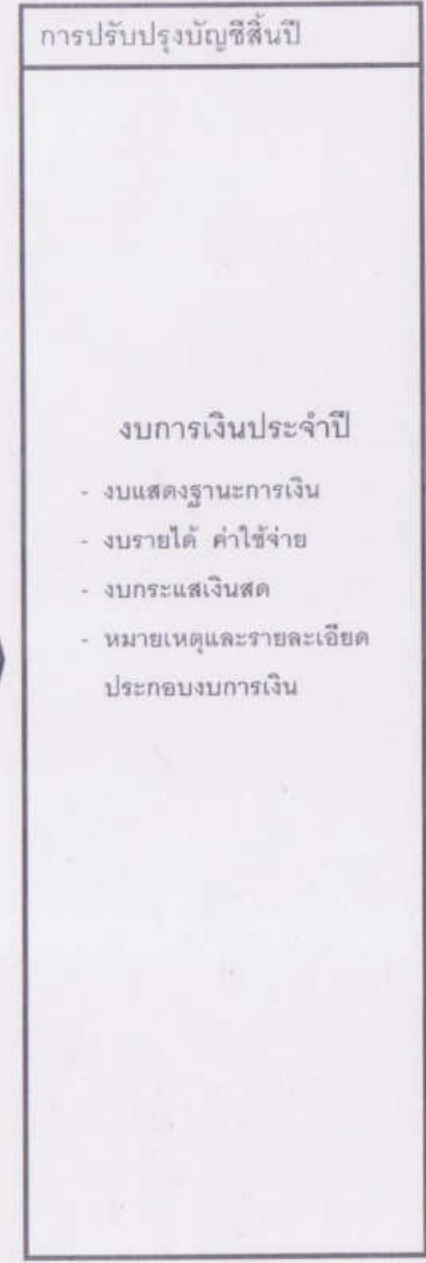 การปรับปรุงบัญชีสิ้นปี
งบการเงินประจำปี
- งบแสดงฐานะการเงิน
- งบรายได้ ค่าใช้จ่าย
- งบกระแสเงินสด
- หมายเหตุและรายละเอียด
ประกอบงบการเงิน